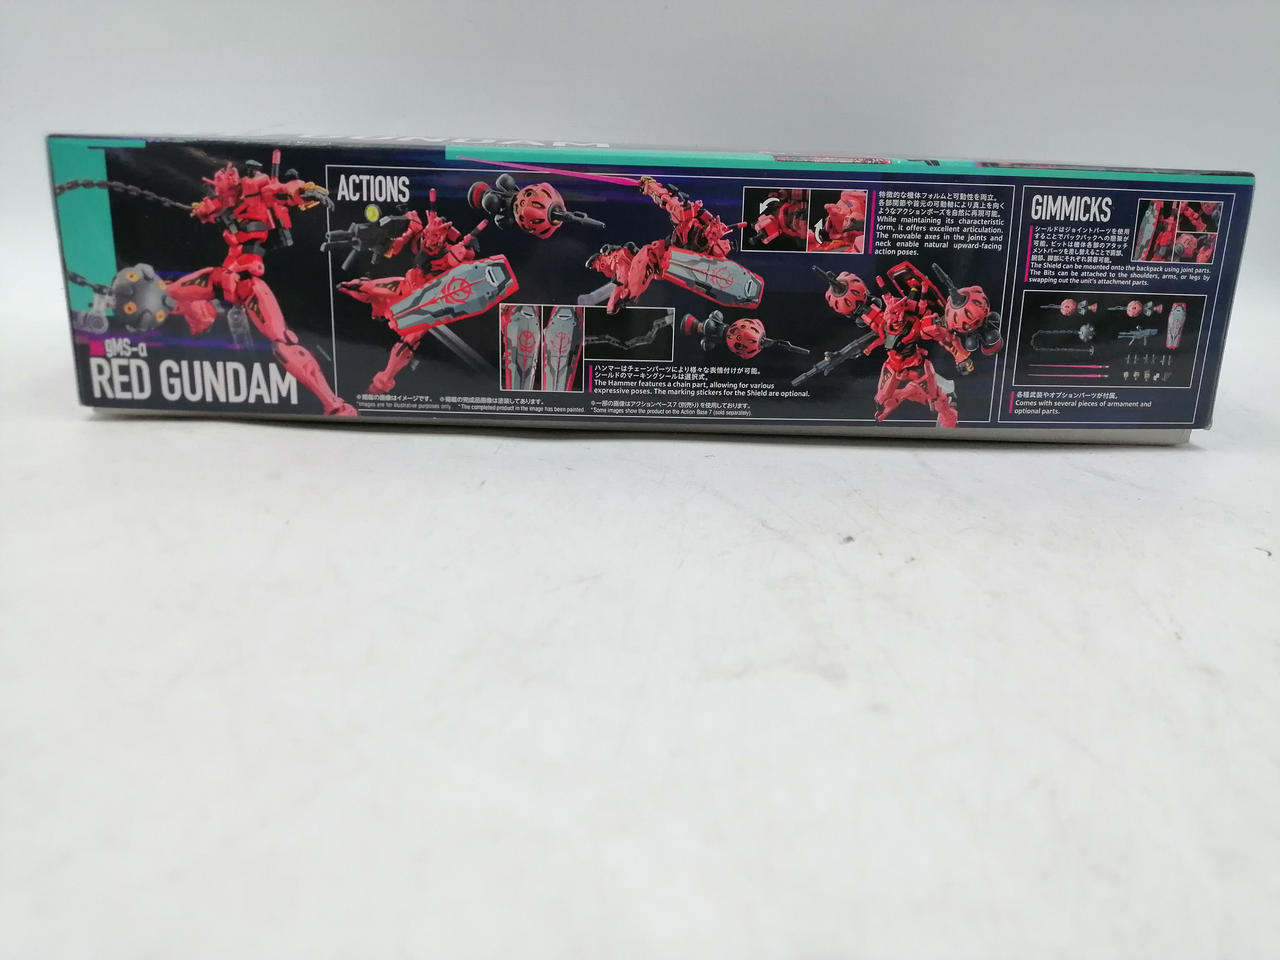 GUNDAM
gMS-α
RED GUNDAM
ACTIONS
※掲載の画像はイメージです。 ※掲載の完成品画像は塗装しております。
*Images are for illustrative purposes only. *The completed product in the image has been painted.
ハンマーはチェーンパーツにより様々な表情付けが可能。
シールドのマーキングシールは選択式。
The Hammer features a chain part, allowing for various
expressive poses. The marking stickers for the Shield are optional.
※一部の画像はアクションベース7（別売り）を使用しております。
*Some images show the product on the Action Base 7 (sold separately).
特徴的な機体フォルムと可動性を両立。
各部関節や首元の可動軸により真上を向く
ようなアクションポーズを自然に再現可能。
While maintaining its characteristic
form, it offers excellent articulation.
The movable axes in the joints and
neck enable natural upward-facing
action poses.
GIMMICKS
シールドはジョイントパーツを使用
することでバックパックへの懸架が
可能。ビットは機体各部のアタッチ
メントパーツを差し替えることで肩部、
腕部、脚部にそれぞれ装着可能。
The Shield can be mounted onto the backpack using joint parts.
The Bits can be attached to the shoulders, arms, or legs by
swapping out the unit's attachment parts.
各種武装やオプションパーツが付属。
Comes with several pieces of armament and
optional parts.